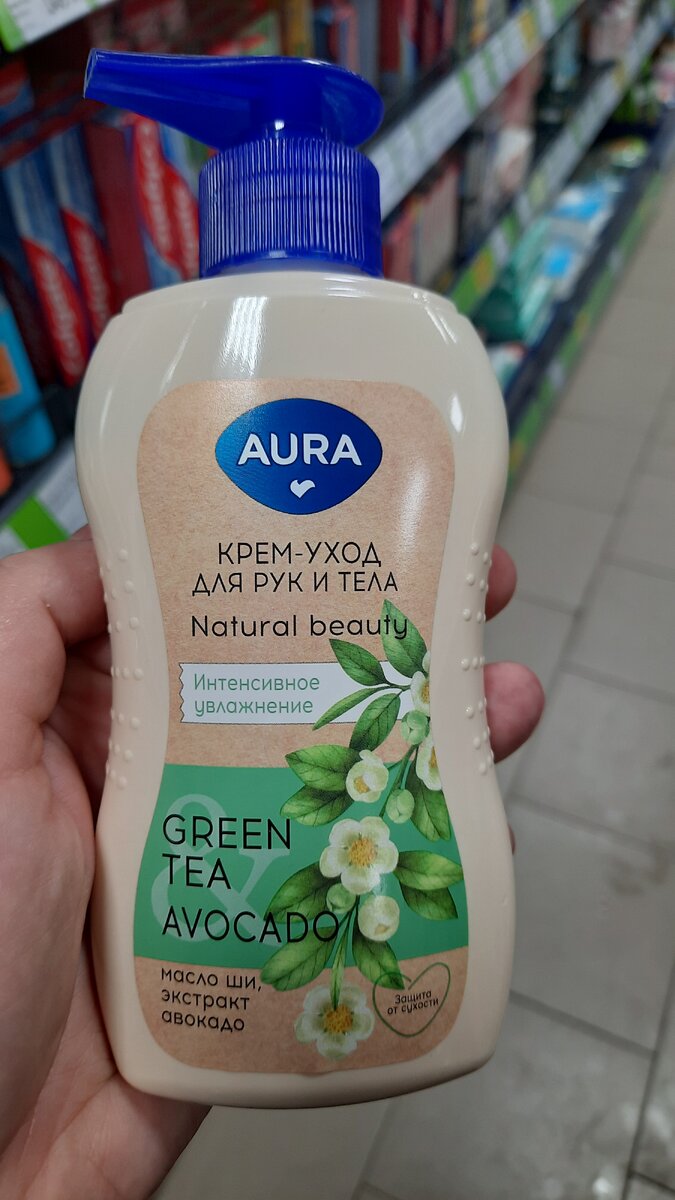 AURA
КРЕМ-УХОД
ДЛЯ РУК И ТЕЛА
Natural beauty
Интенсивное
увлажнение
&
GREEN
TEA
AVOCADO
масло ши,
экстракт
авокадо
Защита
от сухости